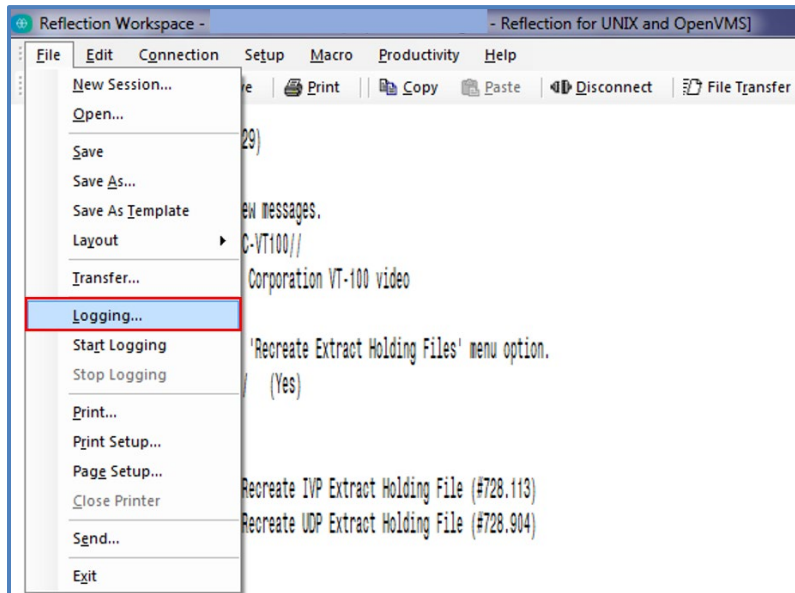 Reflection Workspace - - Reflection for UNIX and OpenVMS]
File Edit Connection Setup Macro Productivity Help
Print Copy Paste Disconnect File Transfer
New Session...
Open...
Save
Save As...
Save As Template
Layout
Transfer...
Logging...
Start Logging
Stop Logging
Print...
Print Setup...
Page Setup...
Close Printer
Send...
Exit
29)
ew messages.
C-VT100//
Corporation VT-100 video
'Recreate Extract Holding Files' menu option.
/ (Yes)
Recreate IVP Extract Holding File (#728.113)
Recreate UDP Extract Holding File (#728.904)